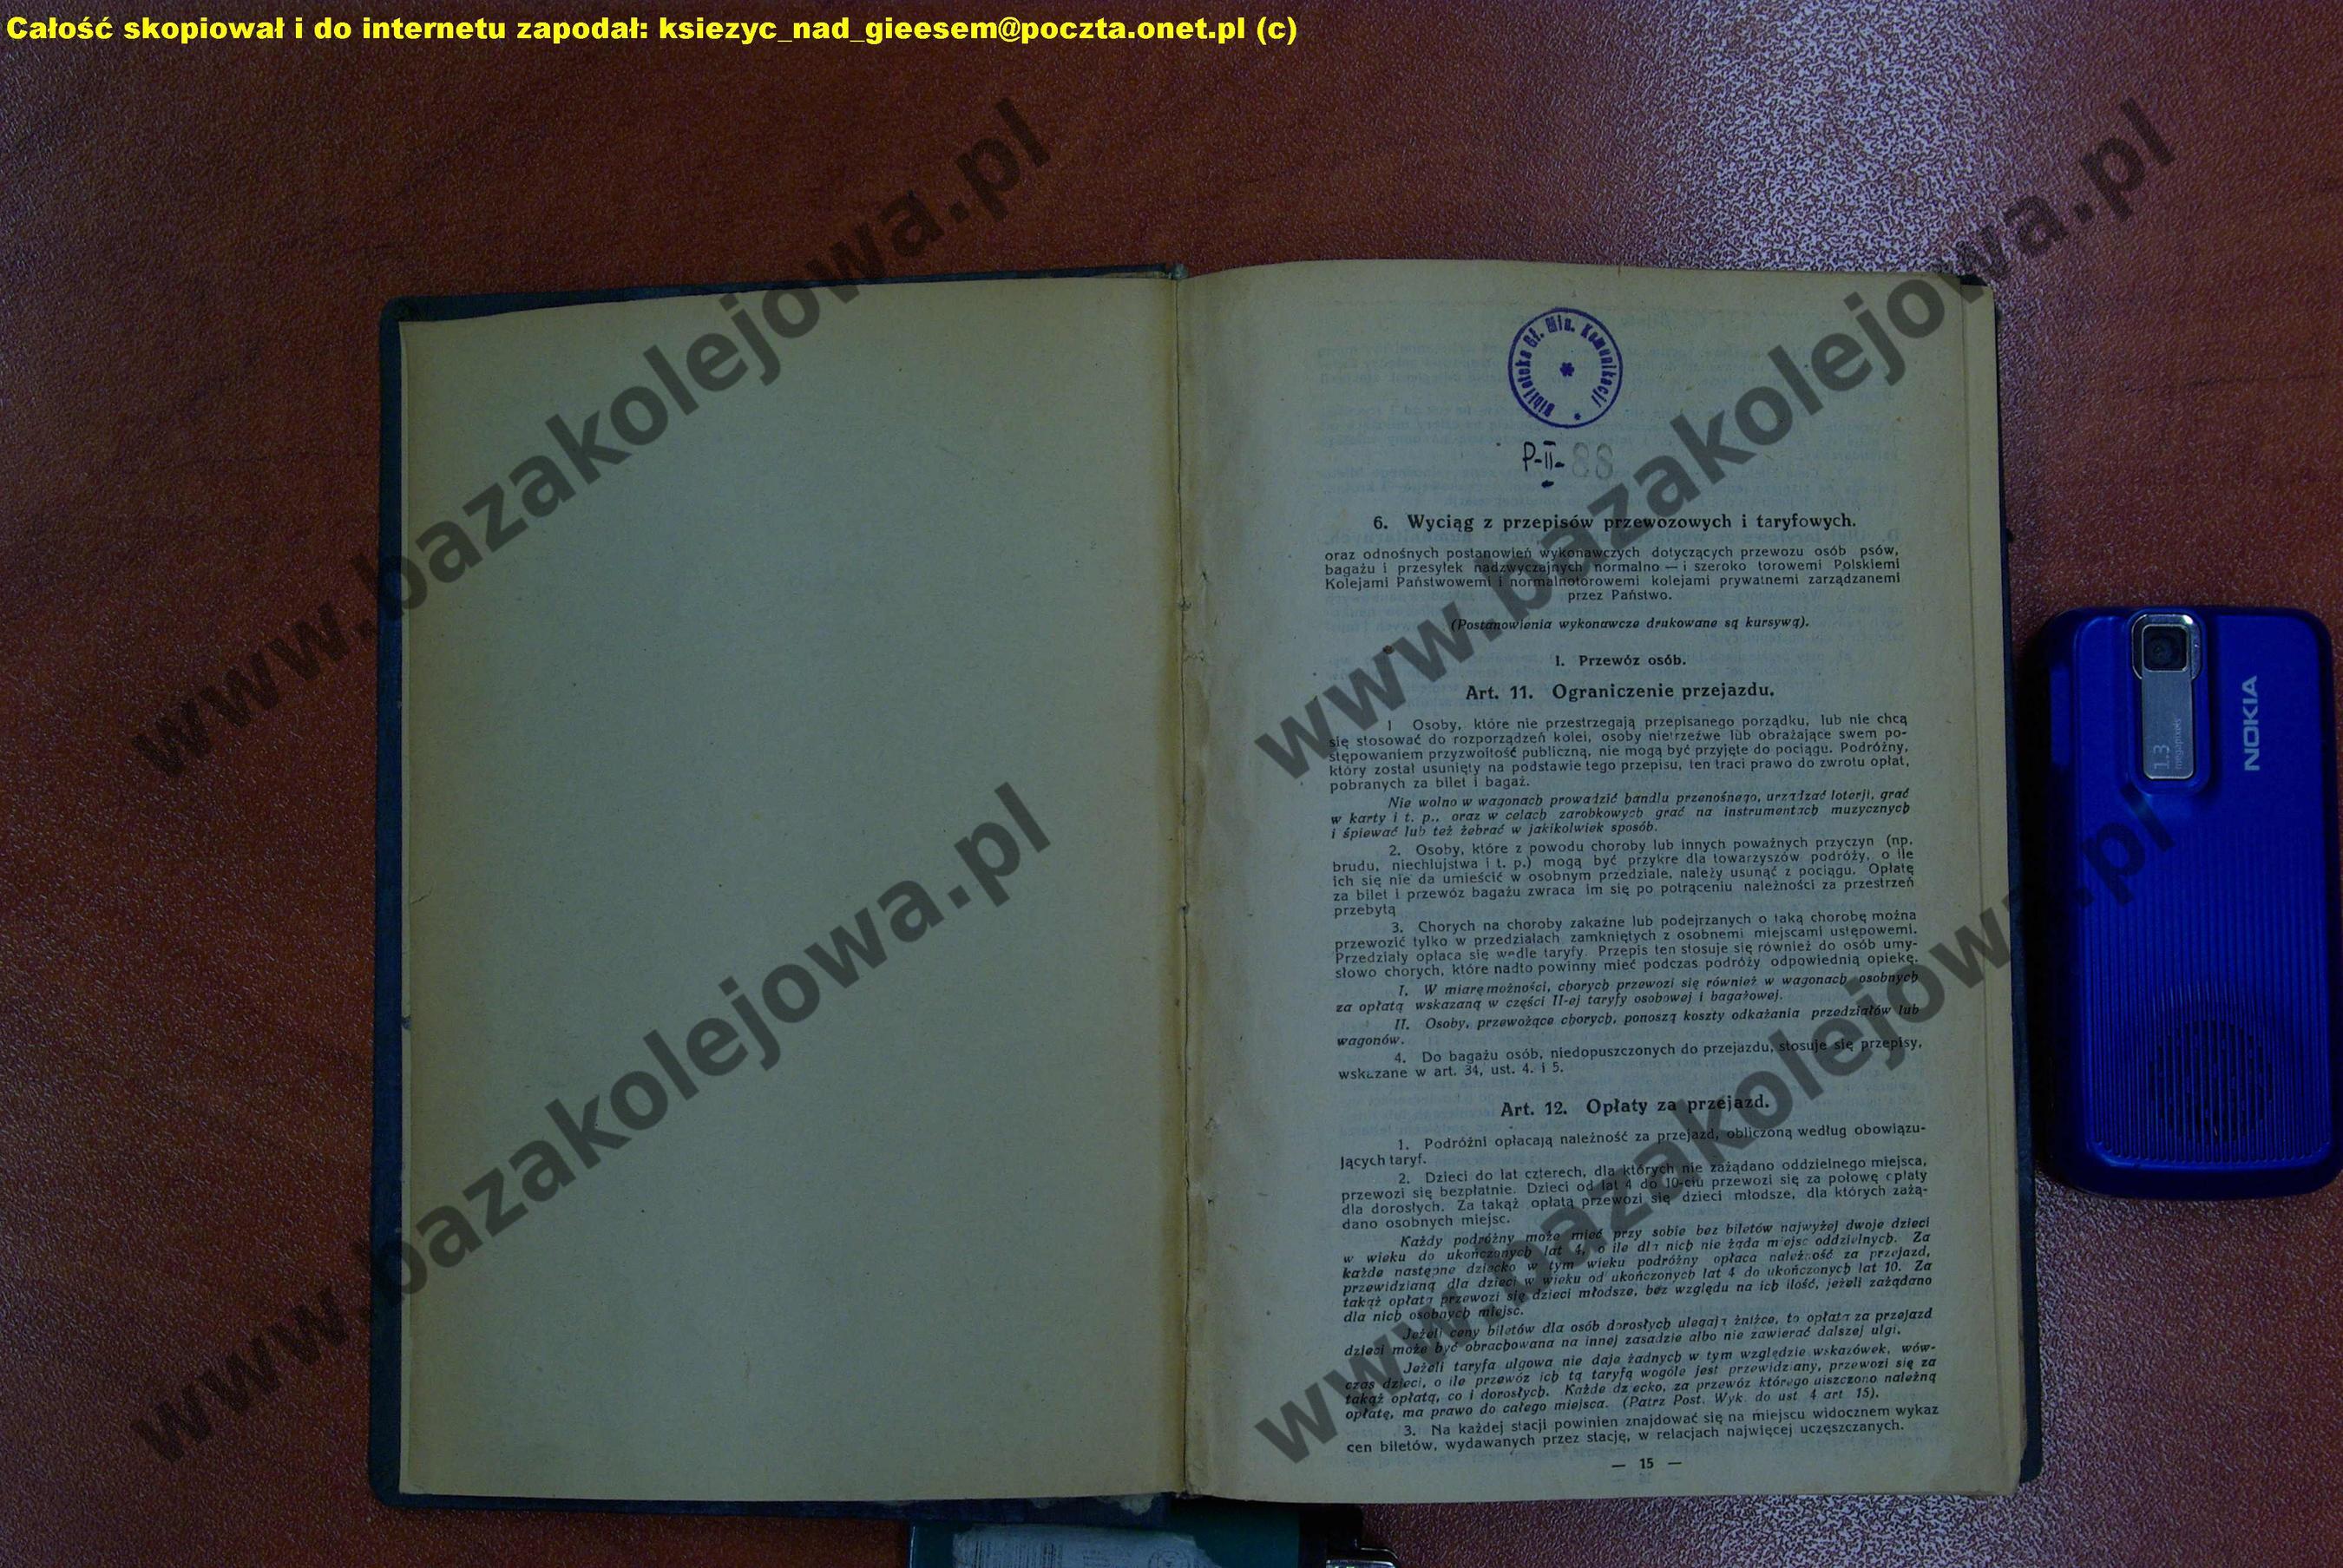 Całość skopiował i do internetu zapodał: ksiezyc_nad_gieesem@poczta.onet.pl (c)
www.bazakolejowa.pl
www.bazakolejowa.pl
www.bazakolejowa.pl
www.bazakolejowa.pl
Biblioteka Gł. Min. Komunikacji
P-II-88
6. Wyciąg z przepisów przewozowych i taryfowych.
oraz odnośnych postanowień wykonawczych dotyczących przewozu osób psów,
bagażu i przesyłek nadzwyczajnych normalno — i szeroko torowemi Polskiemi
Kolejami Państwowemi i normalnotorowemi kolejami prywatnemi zarządzanemi
przez Państwo.
(Postanowienia wykonawcze drukowane są kursywą).
I. Przewóz osób.
Art. 11. Ograniczenie przejazdu.
1 Osoby, które nie przestrzegają przepisanego porządku, lub nie chcą
się stosować do rozporządzeń kolei, osoby nietrzeźwe lub obrażające swem po-
stępowaniem przyzwoitość publiczną, nie mogą być przyjęte do pociągu. Podróżny,
który został usunięty na podstawie tego przepisu, ten traci prawo do zwrotu opłat,
pobranych za bilet i bagaż.
Nie wolno w wagonach prowadzić handlu przenośnego, urządzać loterji, grać
w karty i t. p., oraz w celach zarobkowych grać na instrumentach muzycznych
i śpiewać lub też żebrać w jakikolwiek sposób.
2. Osoby, które z powodu choroby lub innych poważnych przyczyn (np.
brudu, niechlujstwa i t. p.) mogą być przykre dla towarzyszów podróży, o ile
ich się nie da umieścić w osobnym przedziale, należy usunąć z pociągu. Opłatę
za bilet i przewóz bagażu zwraca im się po potrąceniu należności za przestrzeń
przebytą
3. Chorych na choroby zakaźne lub podejrzanych o taką chorobę można
przewozić tylko w przedziałach zamkniętych z osobnemi miejscami ustępowemi.
Przedziały opłaca się wedle taryfy. Przepis ten stosuje się również do osób umy-
słowo chorych, które nadto powinny mieć podczas podróży odpowiednią opiekę.
I. W miarę możności, chorych przewozi się również w wagonach osobnych
za opłatą wskazaną w części II-ej taryfy osobowej i bagażowej.
II. Osoby, przewożące chorych, ponoszą koszty odkażania przedziałów lub
wagonów.
4. Do bagażu osób, niedopuszczonych do przejazdu, stosuje się przepisy,
wskazane w art. 34, ust. 4. i 5.
Art. 12. Opłaty za przejazd.
1. Podróżni opłacają należność za przejazd, obliczoną według obowiązu-
jących taryf.
2. Dzieci do lat czterech, dla których nie zażądano oddzielnego miejsca,
przewozi się bezpłatnie. Dzieci od lat 4 do 10-ciu przewozi się za połowę opłaty
dla dorosłych. Za takąż opłatą przewozi się dzieci młodsze, dla których zażą-
dano osobnych miejsc.
Każdy podróżny może mieć przy sobie bez biletów najwyżej dwoje dzieci
w wieku do ukończonych lat 4, o ile dla nich nie żąda miejsc oddzielnych. Za
każde następne dziecko w tym wieku podróżny opłaca należność za przejazd,
przewidzianą dla dzieci w wieku od ukończonych lat 4 do ukończonych lat 10. Za
takąż opłatą przewozi się dzieci młodsze, bez względu na ich ilość, jeżeli zażądano
dla nich osobnych miejsc.
Jeżeli ceny biletów dla osób dorosłych ulegają zniżce, to opłata za przejazd
dzieci może być obrachowana na innej zasadzie albo nie zawierać dalszej ulgi.
Jeżeli taryfa ulgowa nie daje żadnych w tym względzie wskazówek, wów-
czas dzieci, o ile przewóz ich tą taryfą wogóle jest przewidziany, przewozi się za
takąż opłatą, co i dorosłych. Każde dziecko, za przewóz którego uiszczono należną
opłatę, ma prawo do całego miejsca. (Patrz Post. Wyk. do ust 4 art 15).
3. Na każdej stacji powinien znajdować się na miejscu widocznem wykaz
cen biletów, wydawanych przez stację, w relacjach najwięcej uczęszczanych.
— 15 —
1.3
megapixels
NOKIA